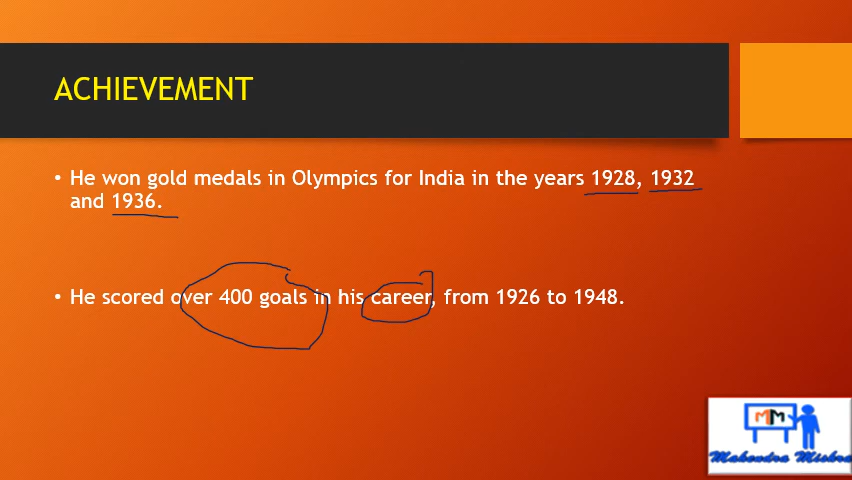 ACHIEVEMENT
• He won gold medals in Olympics for India in the years 1928, 1932
and 1936.
• He scored over 400 goals in his career, from 1926 to 1948.
MM
Mahendra Mishra